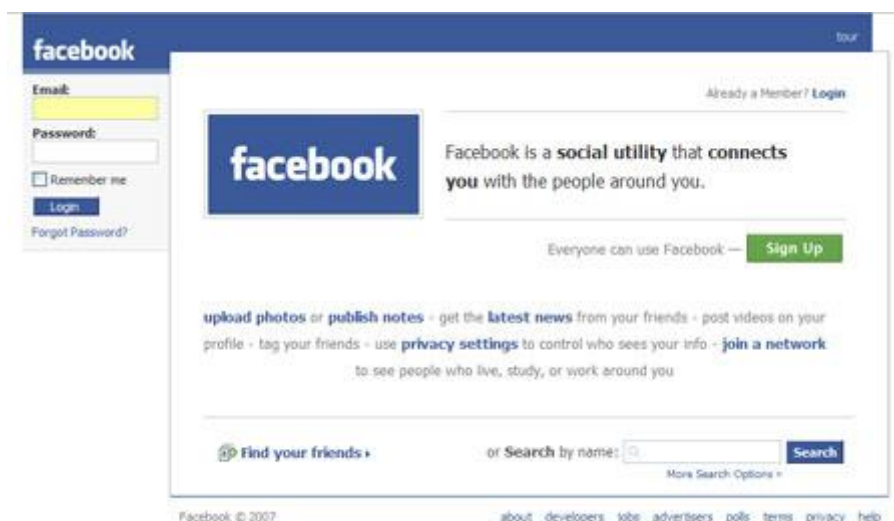 tour
facebook
Email:
Password:
Remember me
Login
Forgot Password?
Already a Member? Login
facebook
Facebook is a social utility that connects
you with the people around you.
Everyone can use Facebook — Sign Up
upload photos or publish notes - get the latest news from your friends - post videos on your
profile - tag your friends - use privacy settings to control who sees your info - join a network
to see people who live, study, or work around you
Find your friends ▸
or Search by name: Search
More Search Options »
Facebook © 2007
about developers jobs advertisers polls terms privacy help